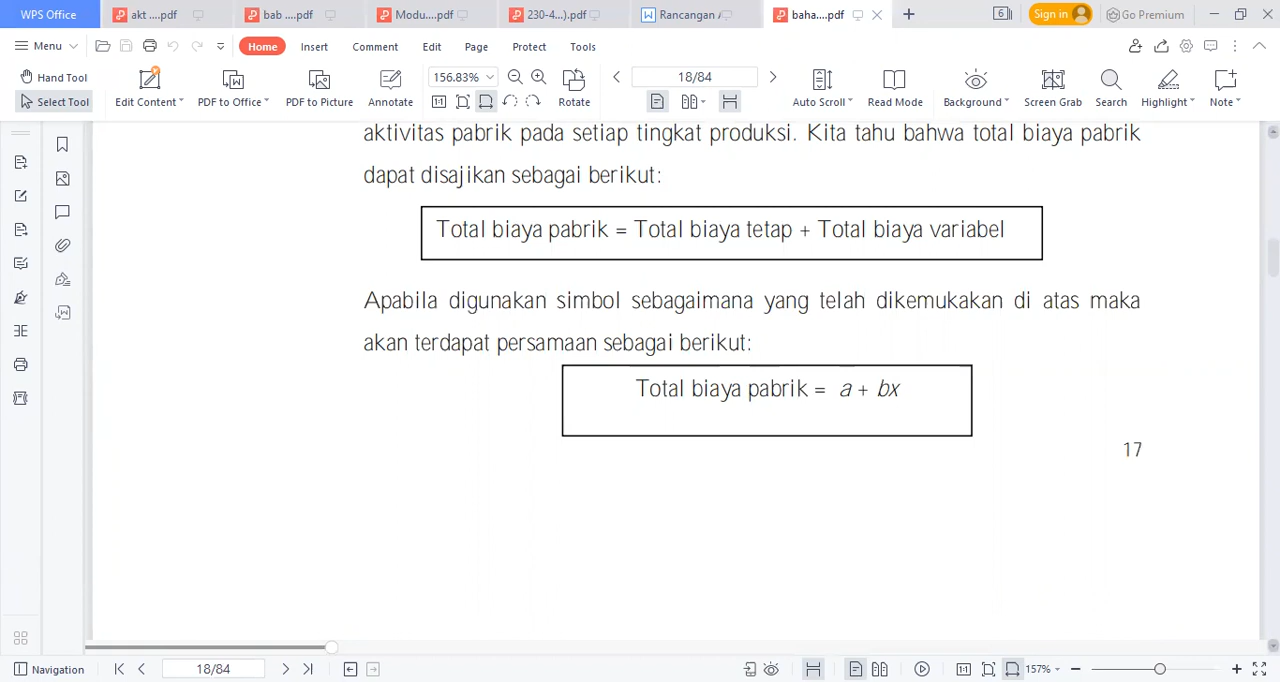 WPS Office
akt ....pdf
bab ....pdf
Modu....pdf
230-4...).pdf
Rancangan A
baha....pdf
6
Sign in
Go Premium
Menu
Home
Insert
Comment
Edit
Page
Protect
Tools
Hand Tool
Select Tool
Edit Content
PDF to Office
PDF to Picture
Annotate
156.83%
Rotate
18/84
Auto Scroll
Read Mode
Background
Screen Grab
Search
Highlight
Note
aktivitas pabrik pada setiap tingkat produksi. Kita tahu bahwa total biaya pabrik
dapat disajikan sebagai berikut:
Total biaya pabrik = Total biaya tetap + Total biaya variabel
Apabila digunakan simbol sebagaimana yang telah dikemukakan di atas maka
akan terdapat persamaan sebagai berikut:
Total biaya pabrik = a + bx
17
Navigation
18/84
157%